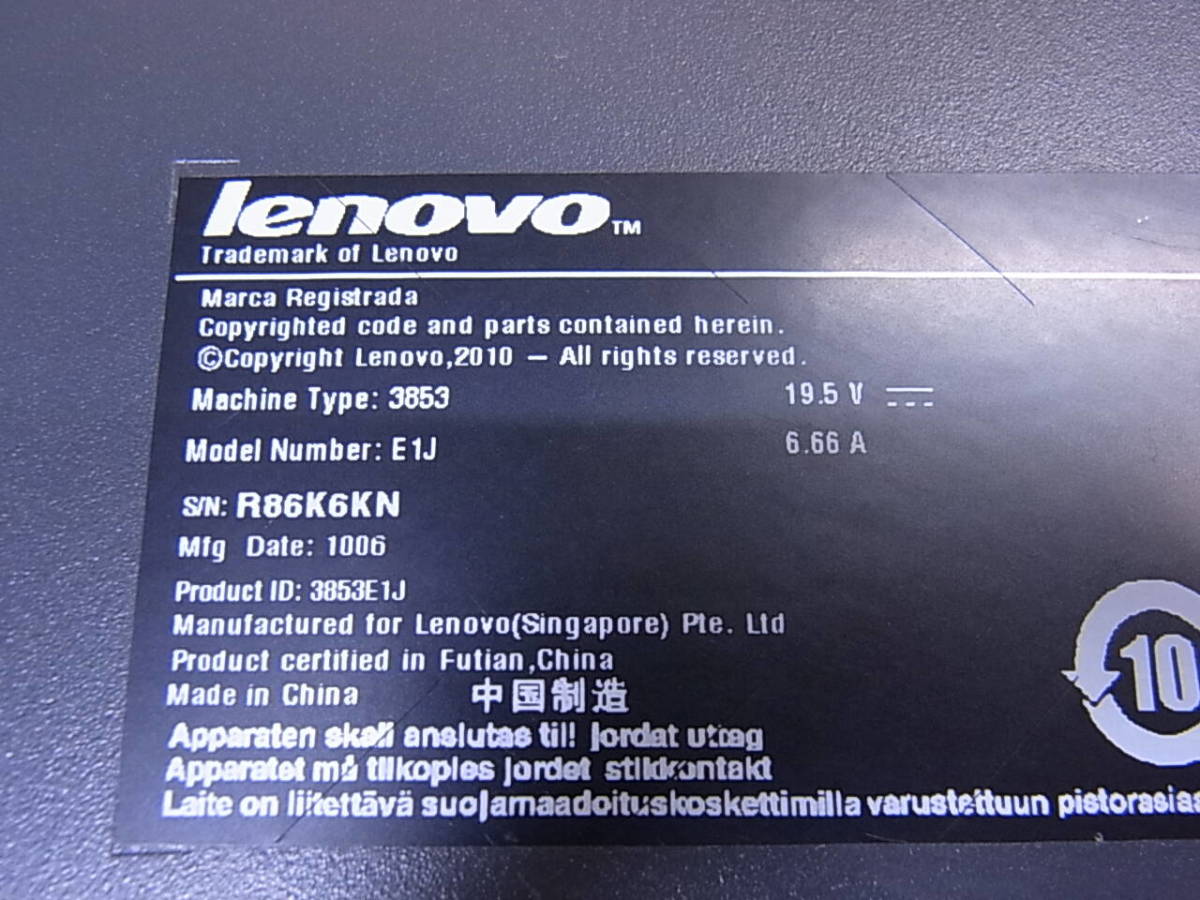 lenovo™
Trademark of Lenovo
Marca Registrada
Copyrighted code and parts contained herein.
©Copyright Lenovo,2010 – All rights reserved.
Machine Type: 3853 19.5 V ⎓
Model Number: E1J 6.66 A
S/N: R86K6KN
Mfg Date: 1006
Product ID: 3853E1J
Manufactured for Lenovo(Singapore) Pte. Ltd
Product certified in Futian,China
Made in China 中国制造
10
Apparaten skall anslutas till jordat uttag
Apparatet må tilkoples jordet stikkontakt
Laite on liitettävä suojamaadoituskoskettimilla varustettuun